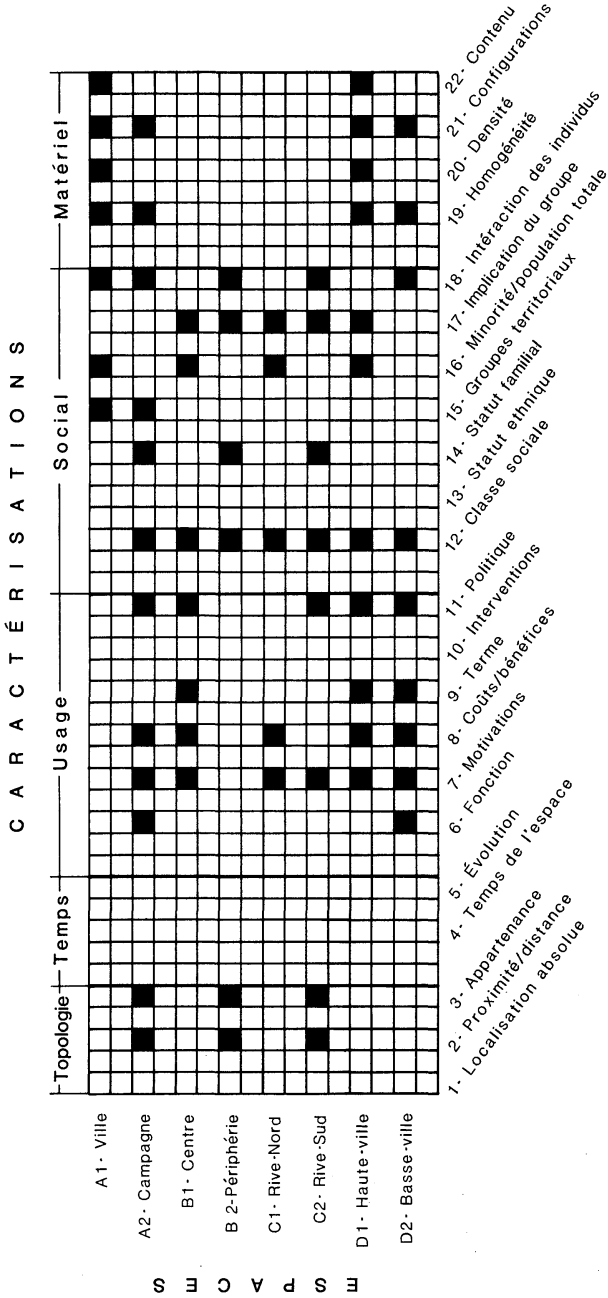 CARACTÉRISATIONS
Topologie
Temps
Usage
Social
Matériel
ESPACES
A1- Ville
A2- Campagne
B1- Centre
B 2-Périphérie
C1- Rive-Nord
C2- Rive-Sud
D1- Haute-ville
D2- Basse-ville
1- Localisation absolue
2- Proximité/distance
3- Appartenance
4- Temps de l'espace
5- Évolution
6- Fonction
7- Motivations
8- Coûts/bénéfices
9- Terme
10- Interventions
11- Politique
12- Classe sociale
13- Statut ethnique
14- Statut familial
15- Groupes territoriaux
16- Minorité/population totale
17- Implication du groupe
18- Intéraction des individus
19- Homogénéité
20- Densité
21- Configurations
22- Contenu